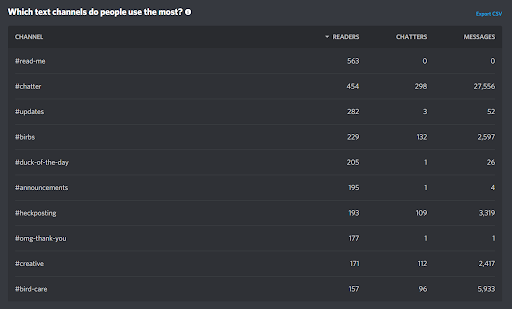 Which text channels do people use the most?
Export CSV
CHANNEL READERS CHATTERS MESSAGES
#read-me 563 0 0
#chatter 454 298 27,556
#updates 282 3 52
#birbs 229 132 2,597
#duck-of-the-day 205 1 26
#announcements 195 1 4
#heckposting 193 109 3,319
#omg-thank-you 177 1 1
#creative 171 112 2,417
#bird-care 157 96 5,933